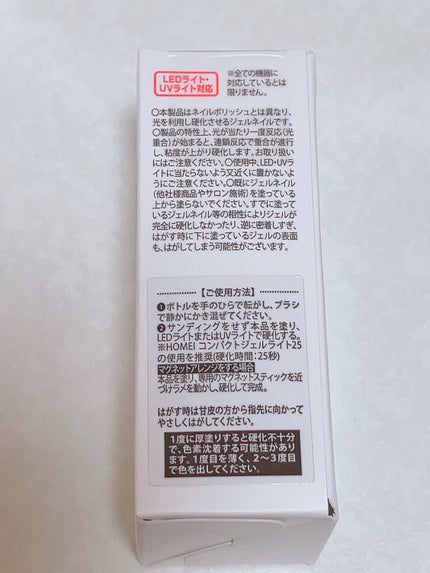 LEDライト・
UVライト対応
※全ての機器に
対応しているとは
限りません。
〇本製品はネイルポリッシュとは異なり、
光を利用し硬化させるジェルネイルです。
〇製品の特性上、光が当たり一度反応(光
重合)が始まると、連鎖反応で重合が進行
し、粘度が上がり硬化します。お取り扱い
にはご注意ください。〇使用中、LED・UVラ
イトに当たらないよう又近くに置かないよ
うにご注意ください。〇既にジェルネイル
(他社様商品やサロン施術)を塗っている
上から塗らないでください。すでに塗って
いるジェルネイル等の相性によりジェルが
完全に硬化しなかったり、逆に密着しすぎ、
はがす時に下に塗っているジェルの表面
も、はがしてしまう可能性がございます。
【ご使用方法】
❶ボトルを手のひらで転がし、ブラシ
で静かにかき混ぜてください。
❷サンディングをせず本品を塗り、
LEDライトまたはUVライトで硬化する。
※HOMEI コンパクトジェルライト25
の使用を推奨(硬化時間:25秒)
マグネットアレンジをする場合
本品を塗り、専用のマグネットスティックを近
づけラメを動かし、硬化して完成。
はがす時は甘皮の方から指先に向かって
やさしくはがしてください。
1度に厚塗りすると硬化不十分
で、色素沈着する可能性があり
ます。1度目を薄く、2〜3度目
で色を出してください。